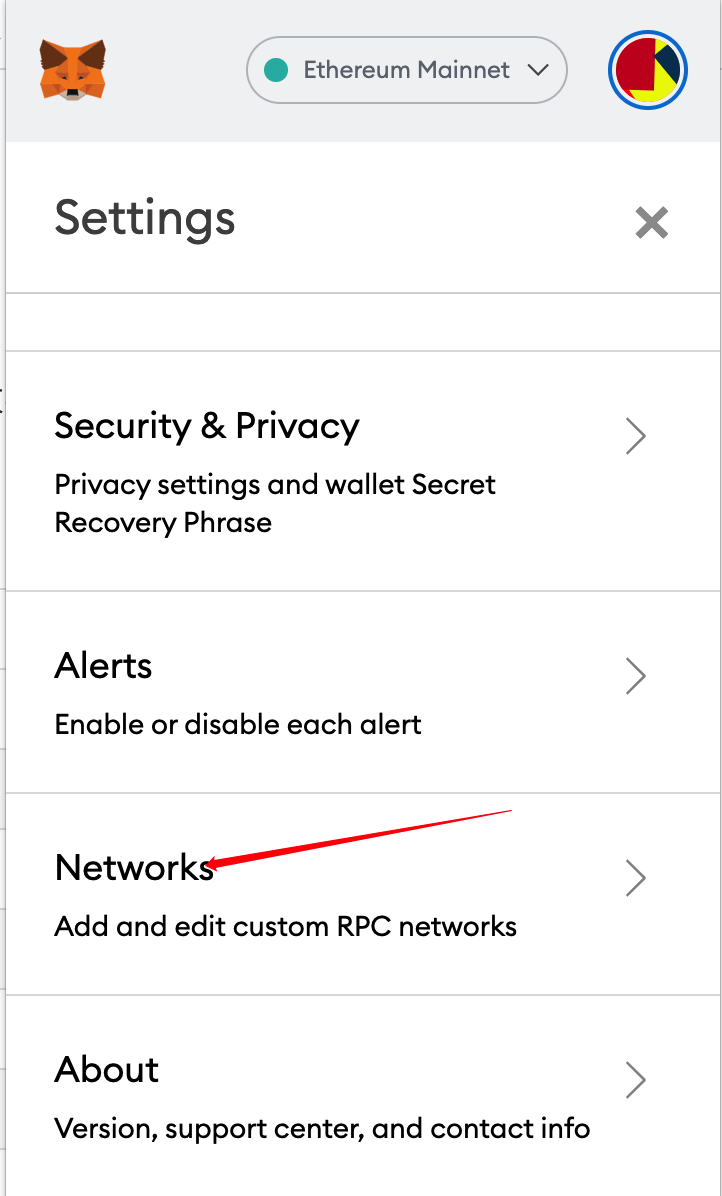 Ethereum Mainnet
Settings
Security & Privacy
Privacy settings and wallet Secret
Recovery Phrase
Alerts
Enable or disable each alert
Networks
Add and edit custom RPC networks
About
Version, support center, and contact info